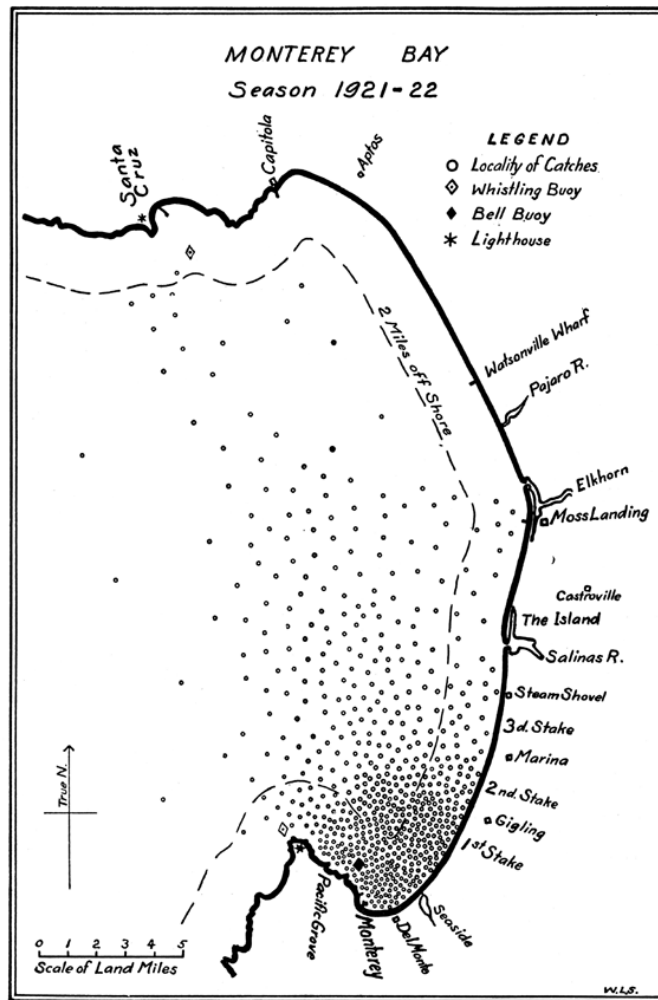 MONTEREY BAY
Season 1921-22
LEGEND
Locality of Catches
Whistling Buoy
Bell Buoy
Lighthouse
Santa
Cruz
Capitola
Aptos
2 Miles off Shore
Watsonville Wharf
Pajaro R.
Elkhorn
Moss Landing
Castroville
The Island
Salinas R.
Steam Shovel
3d. Stake
Marina
2nd. Stake
Gigling
1st Stake
Seaside
Del Monte
Monterey
Pacific Grove
True N.
0 1 2 3 4 5
Scale of Land Miles
W.L.S.